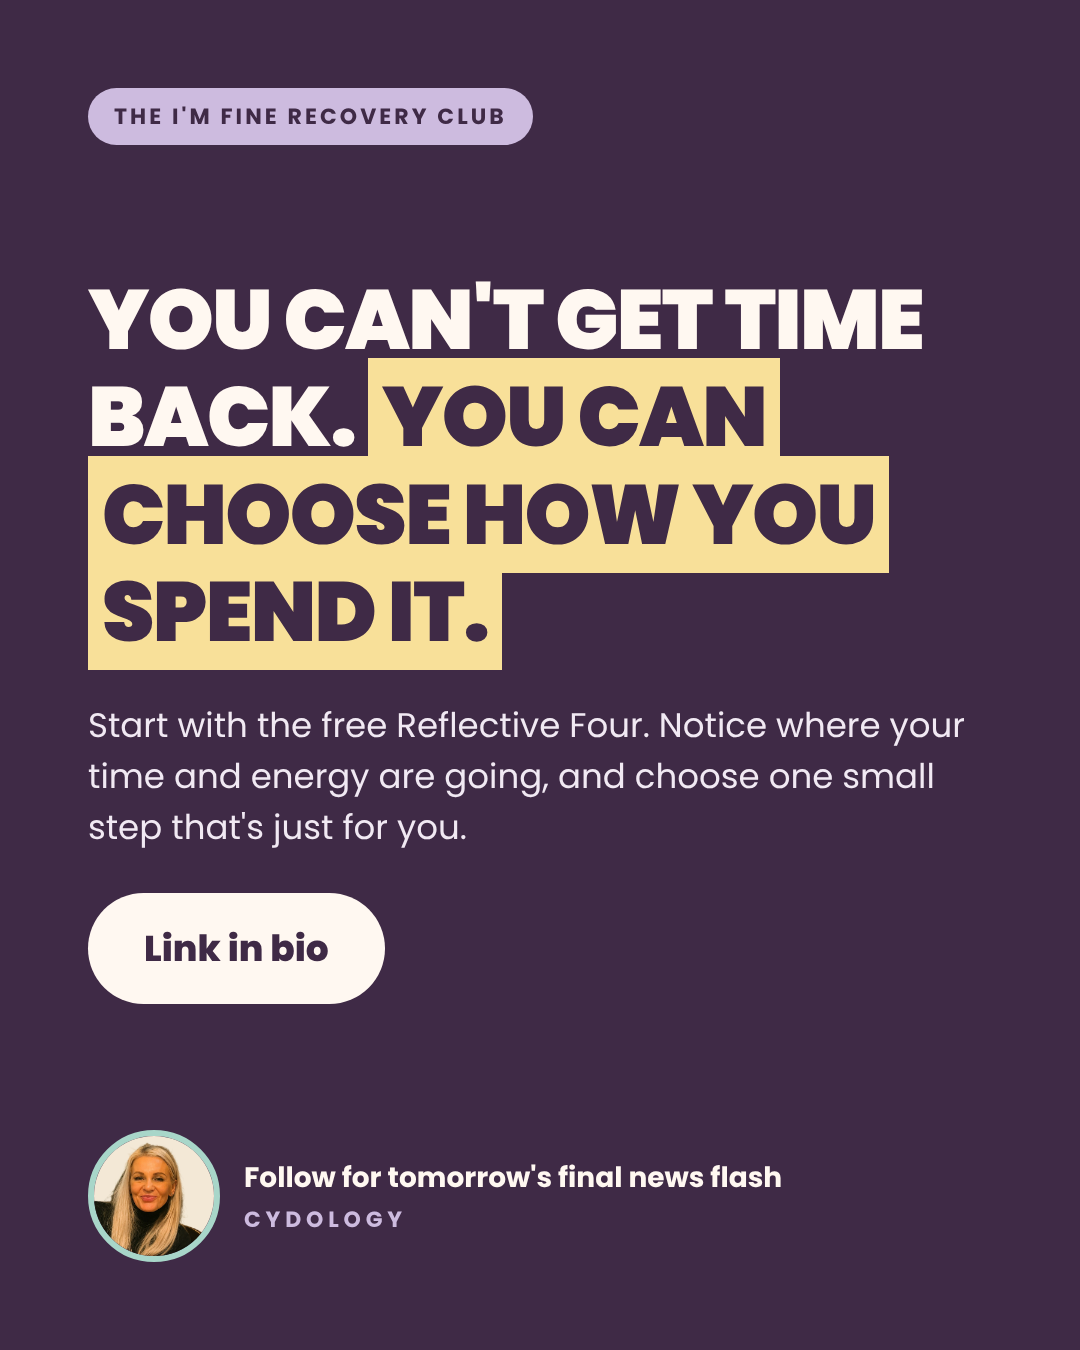 THE I'M FINE RECOVERY CLUB
YOU CAN'T GET TIME
BACK. YOU CAN
CHOOSE HOW YOU
SPEND IT.
Start with the free Reflective Four. Notice where your
time and energy are going, and choose one small
step that's just for you.
Link in bio
Follow for tomorrow's final news flash
CYDOLOGY